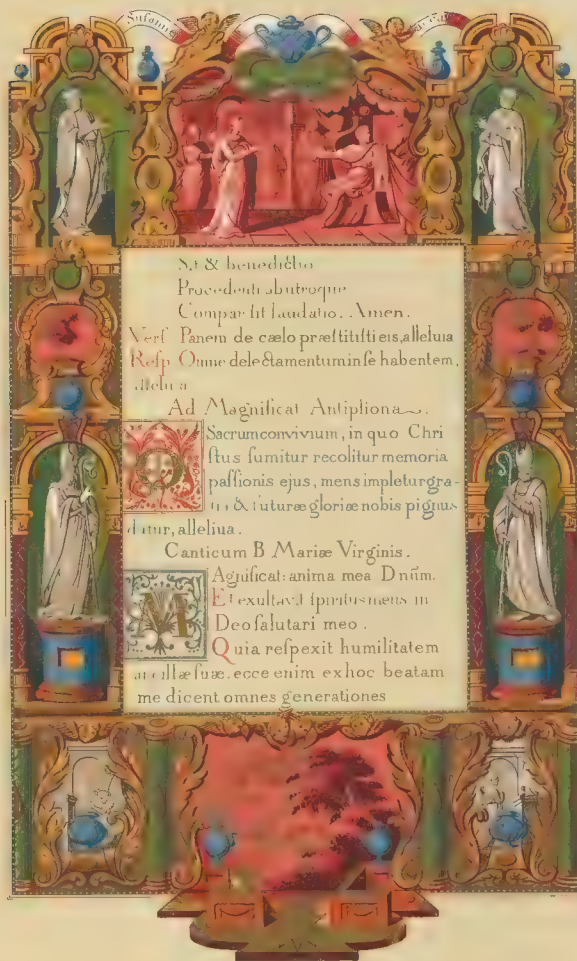 Sit & benedictio
Procedenti ab utroque
Compar sit laudatio. Amen.
Vers Panem de cælo præstitisti eis, alleluia
Resp Omne delectamentum in se habentem,
alleluia
Ad Magnificat Antiphona.
O Sacrum convivium, in quo Chri
stus sumitur recolitur memoria
passionis ejus, mens impletur gra-
tia & futuræ gloriæ nobis pignus
datur, alleluia.
Canticum B Mariæ Virginis.
MAgnificat: anima mea Dnũm.
Et exultavit spiritus meus in
Deo salutari meo.
Quia respexit humilitatem
ancillæ suæ. ecce enim ex hoc beatam
me dicent omnes generationes